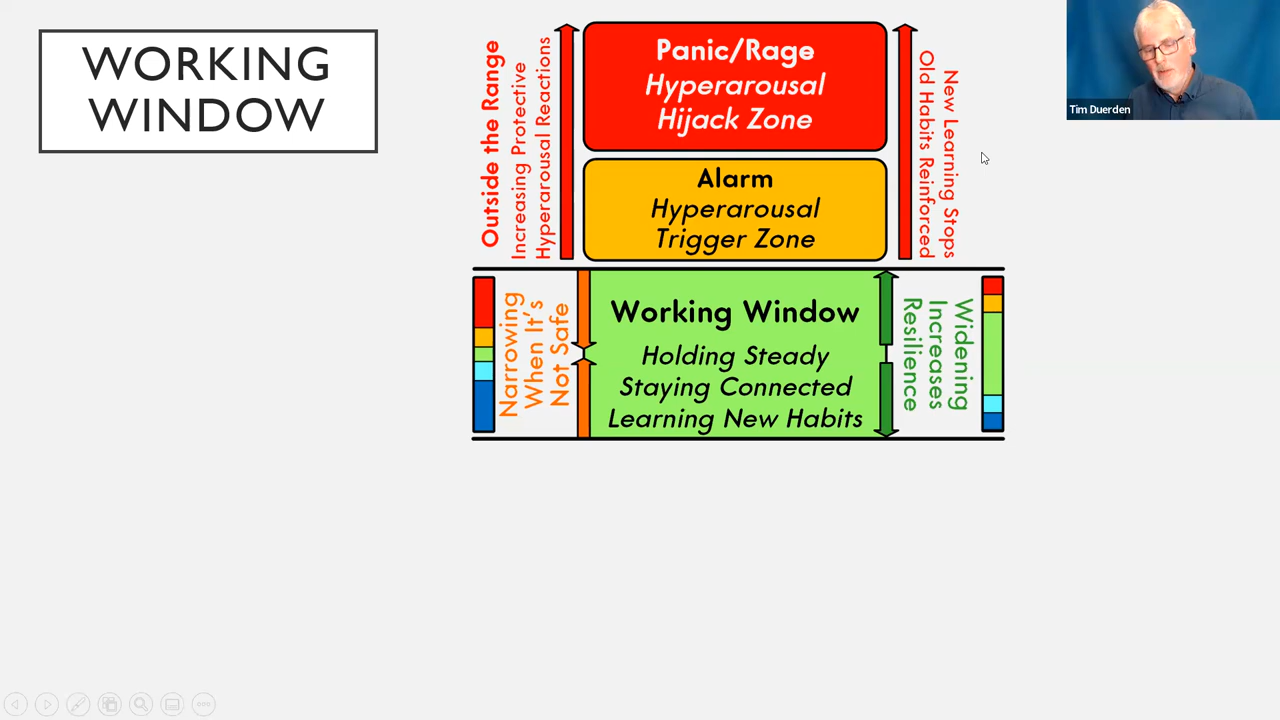 WORKING
WINDOW
Outside the Range
Increasing Protective
Hyperarousal Reactions
Panic/Rage
Hyperarousal
Hijack Zone
Alarm
Hyperarousal
Trigger Zone
New Learning Stops
Old Habits Reinforced
Tim Duerden
Narrowing
When It's
Not Safe
Working Window
Holding Steady
Staying Connected
Learning New Habits
Widening
Increases
Resilience